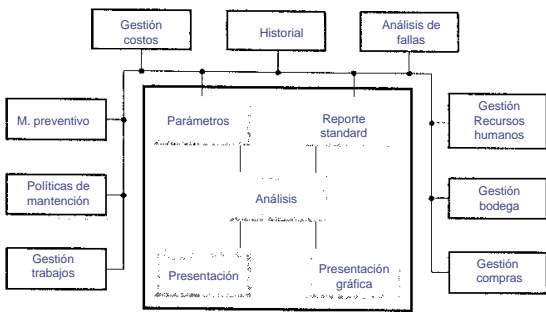 Gestión
costos
Historial
Análisis de
fallas
M. preventivo
Políticas de
mantención
Gestión
trabajos
Parámetros
Reporte
standard
Análisis
Presentación
Presentación
gráfica
Gestión
Recursos
humanos
Gestión
bodega
Gestión
compras